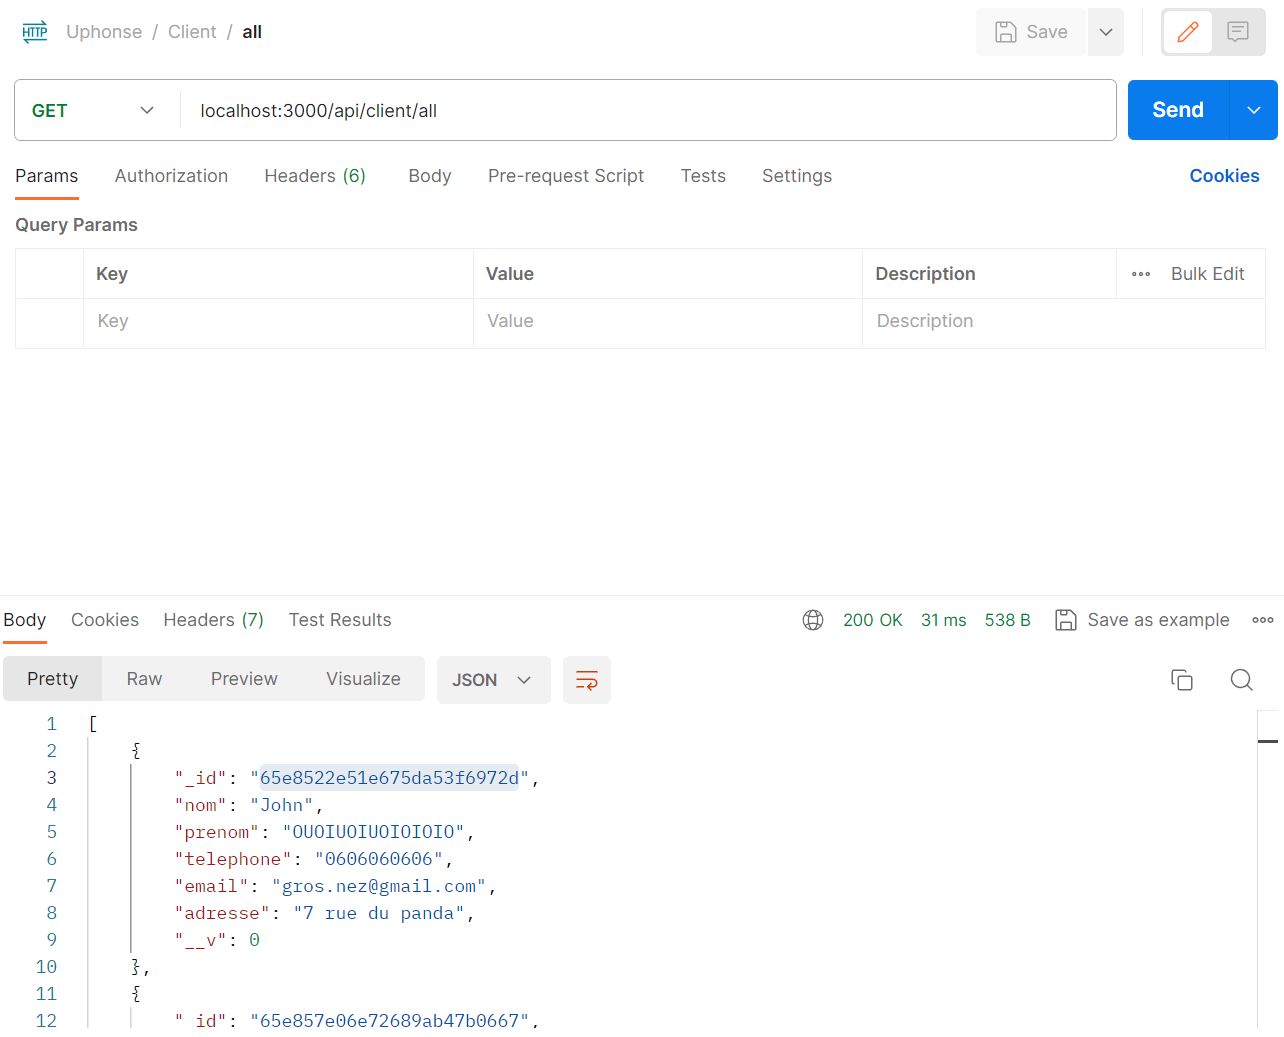 HTTP Uphonse / Client / all
Save
GET localhost:3000/api/client/all Send
Params Authorization Headers (6) Body Pre-request Script Tests Settings Cookies
Query Params
Key Value Description Bulk Edit
Key Value Description
Body Cookies Headers (7) Test Results 200 OK 31 ms 538 B Save as example
Pretty Raw Preview Visualize JSON
1 [
2 {
3 "_id": "65e8522e51e675da53f6972d",
4 "nom": "John",
5 "prenom": "OUOIUOIUOIOIOIO",
6 "telephone": "0606060606",
7 "email": "gros.nez@gmail.com",
8 "adresse": "7 rue du panda",
9 "__v": 0
10 },
11 {
12 "_id": "65e857e06e72689ab47b0667",